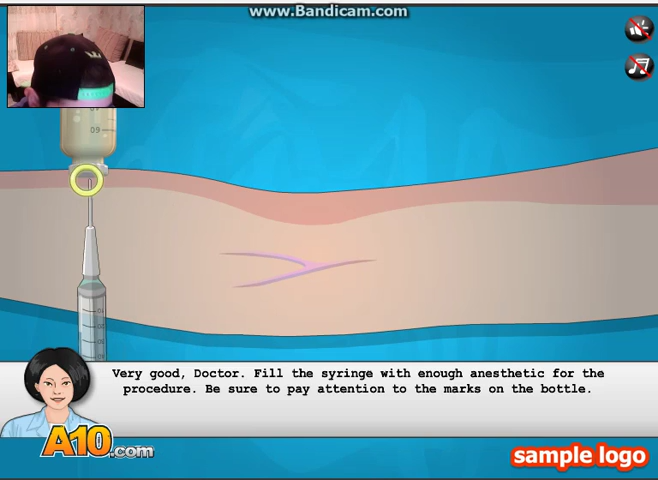 www.Bandicam.com
Very good, Doctor. Fill the syringe with enough anesthetic for the
procedure. Be sure to pay attention to the marks on the bottle.
A10.com
sample logo